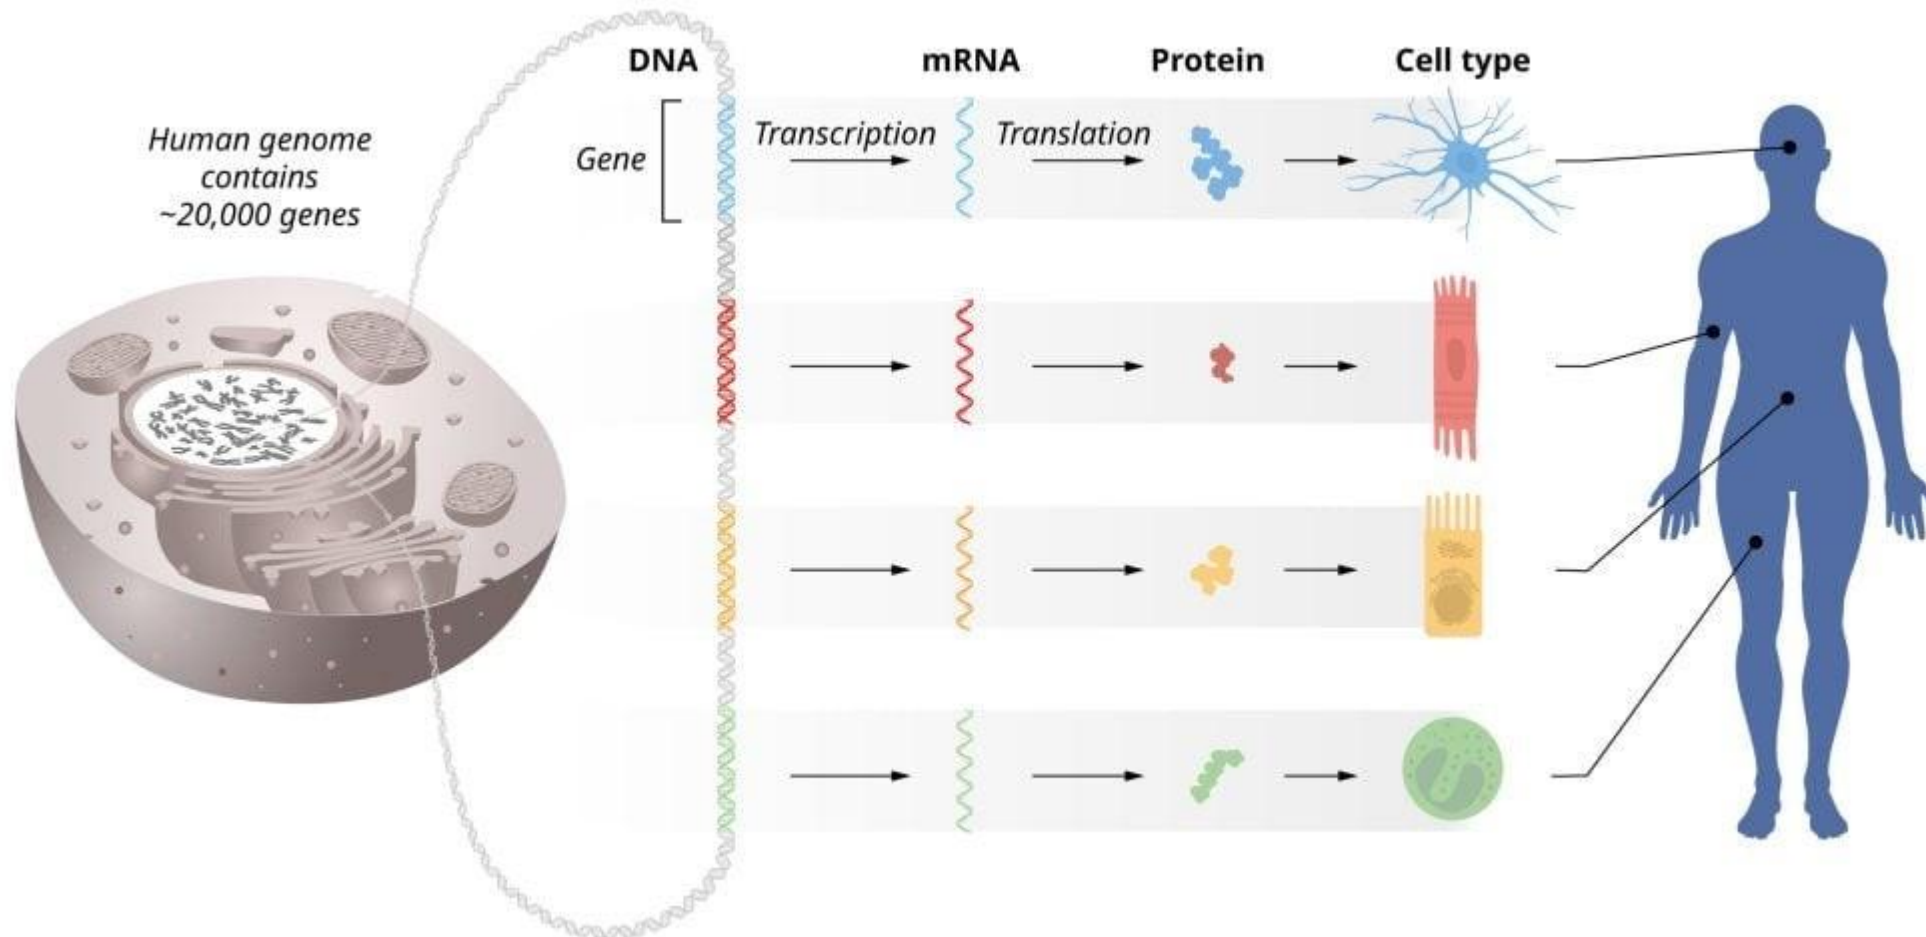 DNA
mRNA
Protein
Cell type
Human genome
contains
~20,000 genes
Gene
Transcription
Translation